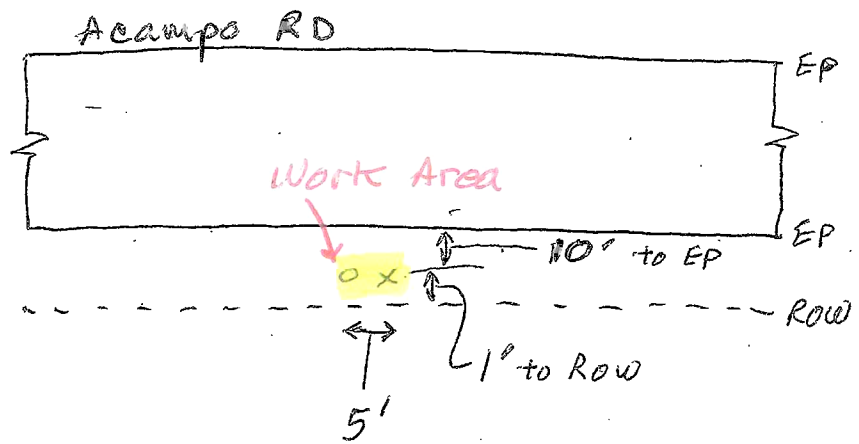 Acampo RD
EP
Work Area
EP
10' to EP
O X
ROW
1' to ROW
5'